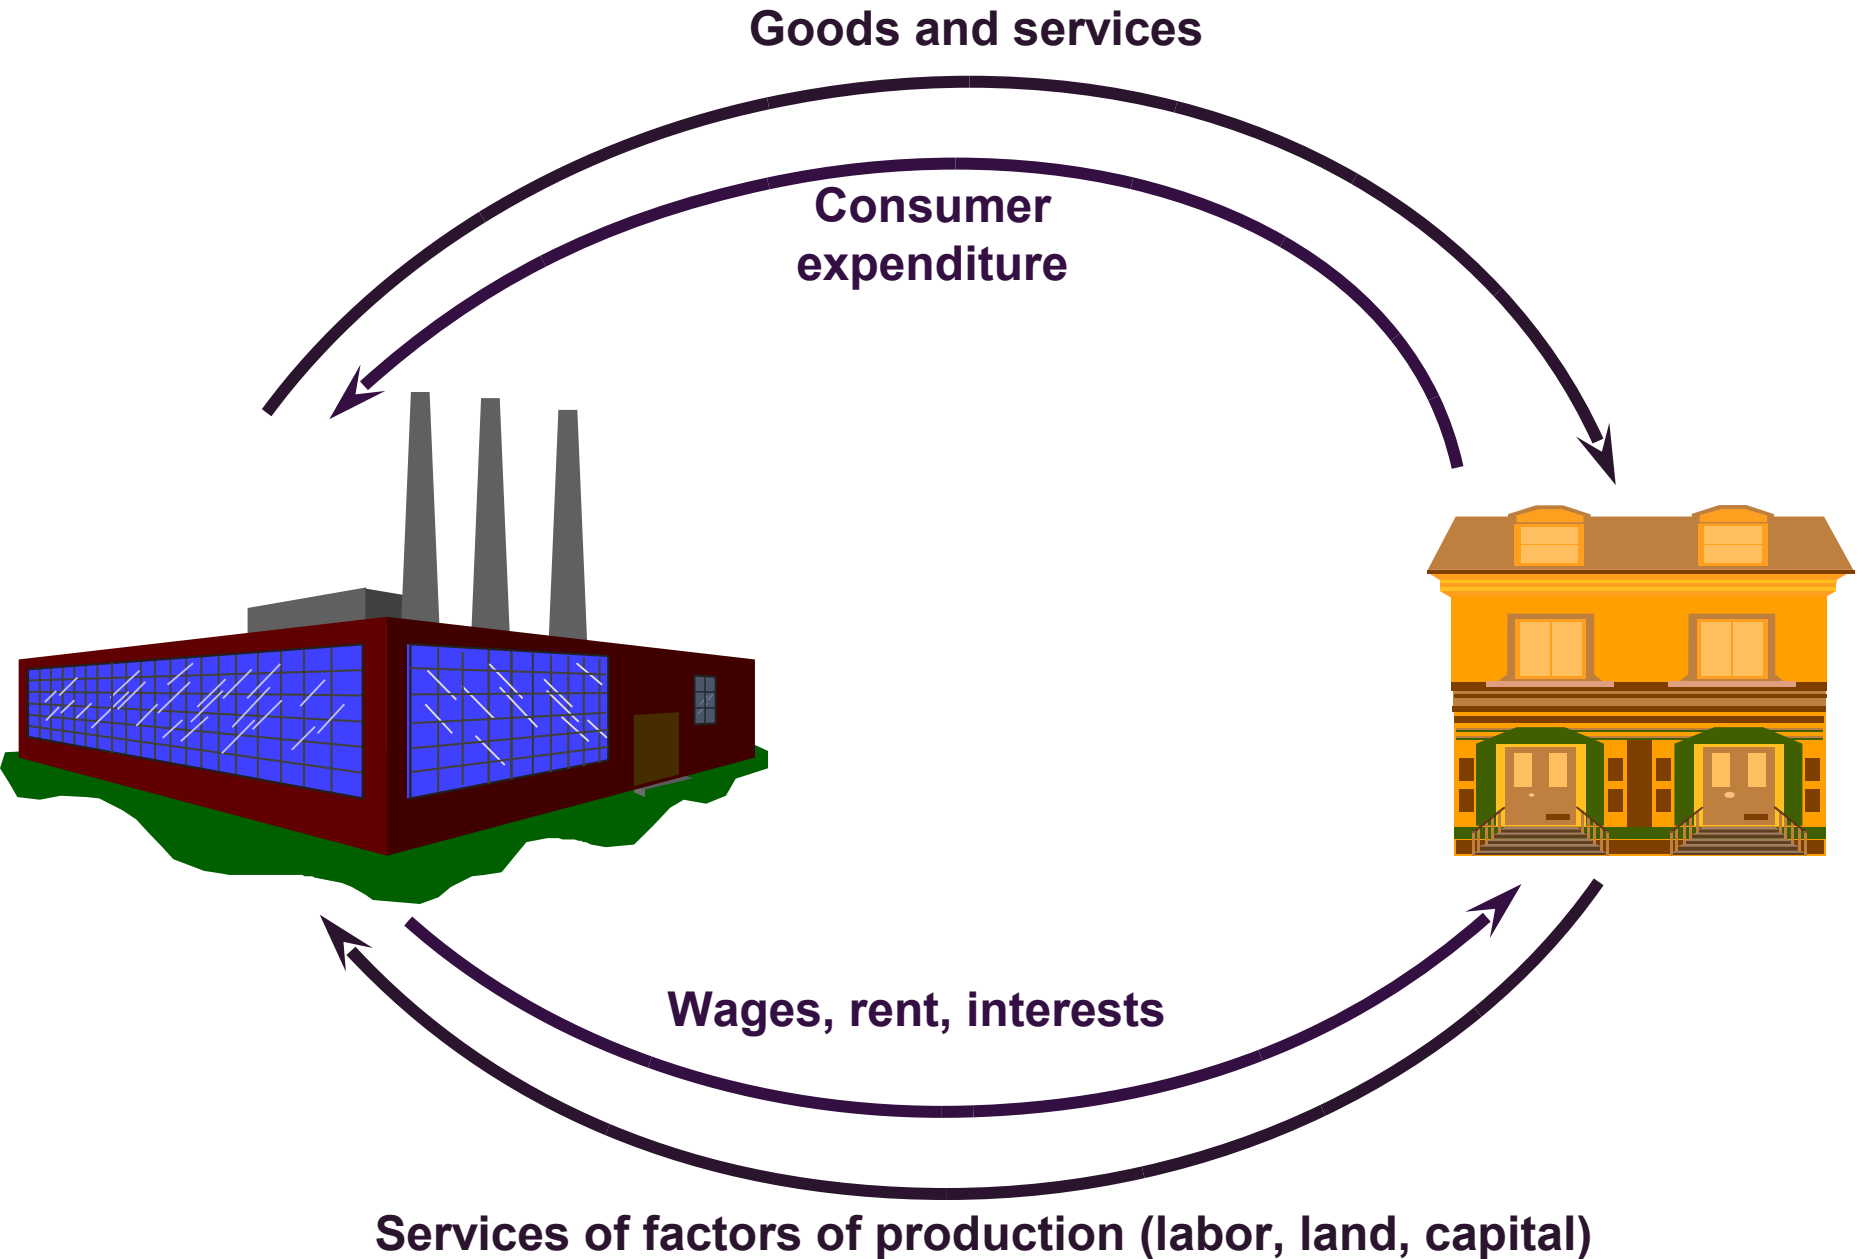 Goods and services
Consumer
expenditure
Wages, rent, interests
Services of factors of production (labor, land, capital)